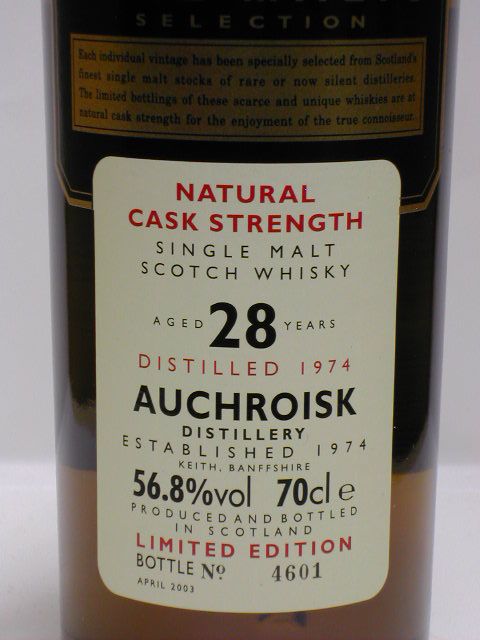 SELECTION
Each individual vintage has been specially selected from Scotland's
finest single malt stocks of rare or now silent distilleries.
The limited bottlings of these scarce and unique whiskies are at
natural cask strength for the enjoyment of the true connoisseur.
NATURAL
CASK STRENGTH
SINGLE MALT
SCOTCH WHISKY
AGED 28 YEARS
DISTILLED 1974
AUCHROISK
DISTILLERY
ESTABLISHED 1974
KEITH, BANFFSHIRE
56.8%vol 70cl e
PRODUCED AND BOTTLED
IN SCOTLAND
LIMITED EDITION
BOTTLE Nº 4601
APRIL 2003